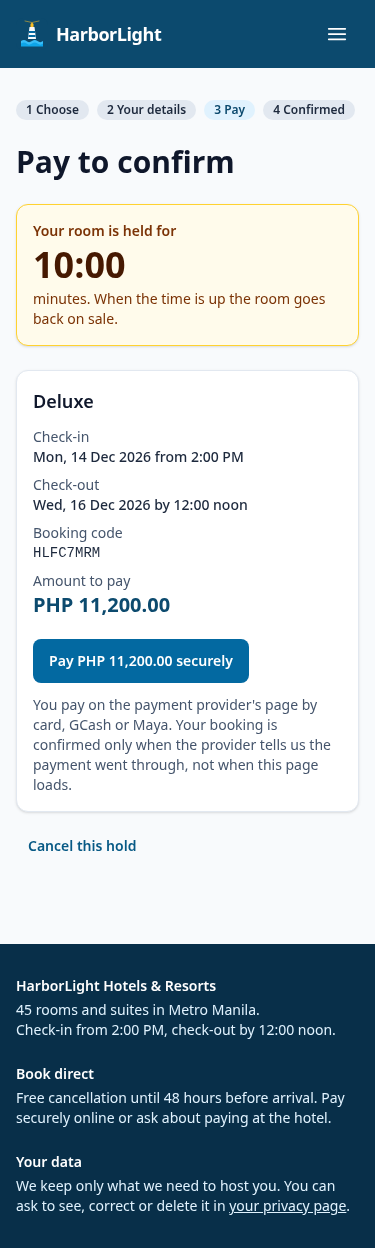 HarborLight
1 Choose 2 Your details 3 Pay 4 Confirmed
Pay to confirm
Your room is held for
10:00
minutes. When the time is up the room goes
back on sale.
Deluxe
Check-in
Mon, 14 Dec 2026 from 2:00 PM
Check-out
Wed, 16 Dec 2026 by 12:00 noon
Booking code
HLFC7MRM
Amount to pay
PHP 11,200.00
Pay PHP 11,200.00 securely
You pay on the payment provider's page by
card, GCash or Maya. Your booking is
confirmed only when the provider tells us the
payment went through, not when this page
loads.
Cancel this hold
HarborLight Hotels & Resorts
45 rooms and suites in Metro Manila.
Check-in from 2:00 PM, check-out by 12:00 noon.
Book direct
Free cancellation until 48 hours before arrival. Pay
securely online or ask about paying at the hotel.
Your data
We keep only what we need to host you. You can
ask to see, correct or delete it in your privacy page.